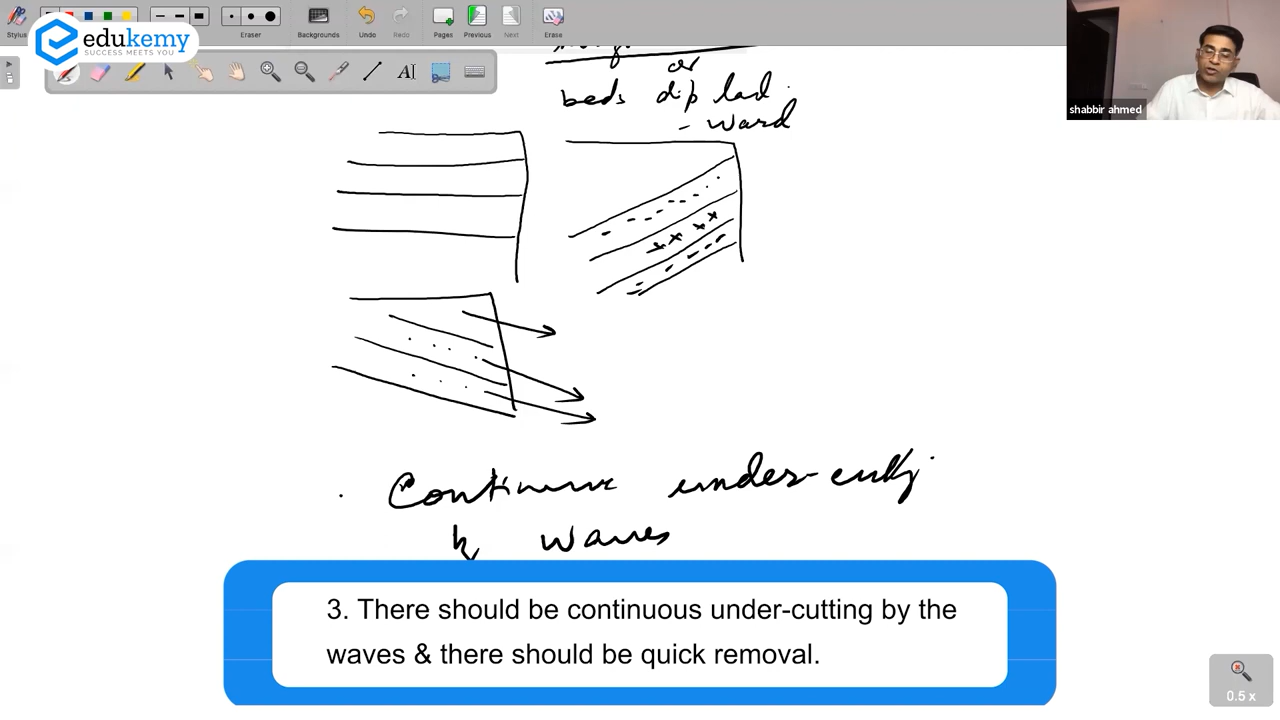 Stylus
Eraser
Backgrounds
Undo
Redo
Pages
Previous
Next
Erase
edukemy
SUCCESS MEETS YOU
shabbir ahmed
or
beds dip land
- ward
Continuous under-cutting
by waves
3. There should be continuous under-cutting by the
waves & there should be quick removal.
0.5 x